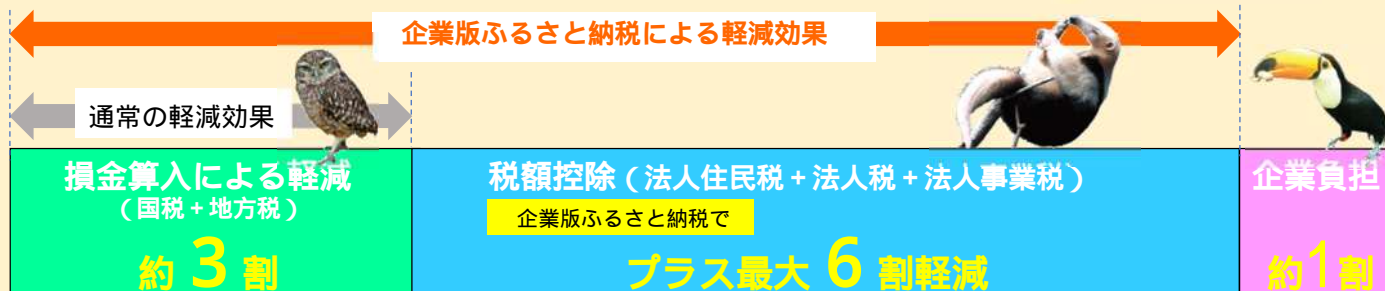 企業版ふるさと納税による軽減効果
通常の軽減効果
損金算入による軽減
（国税＋地方税）
約 3 割
税額控除（法人住民税＋法人税＋法人事業税）
企業版ふるさと納税で
プラス最大 6 割軽減
企業負担
約1割